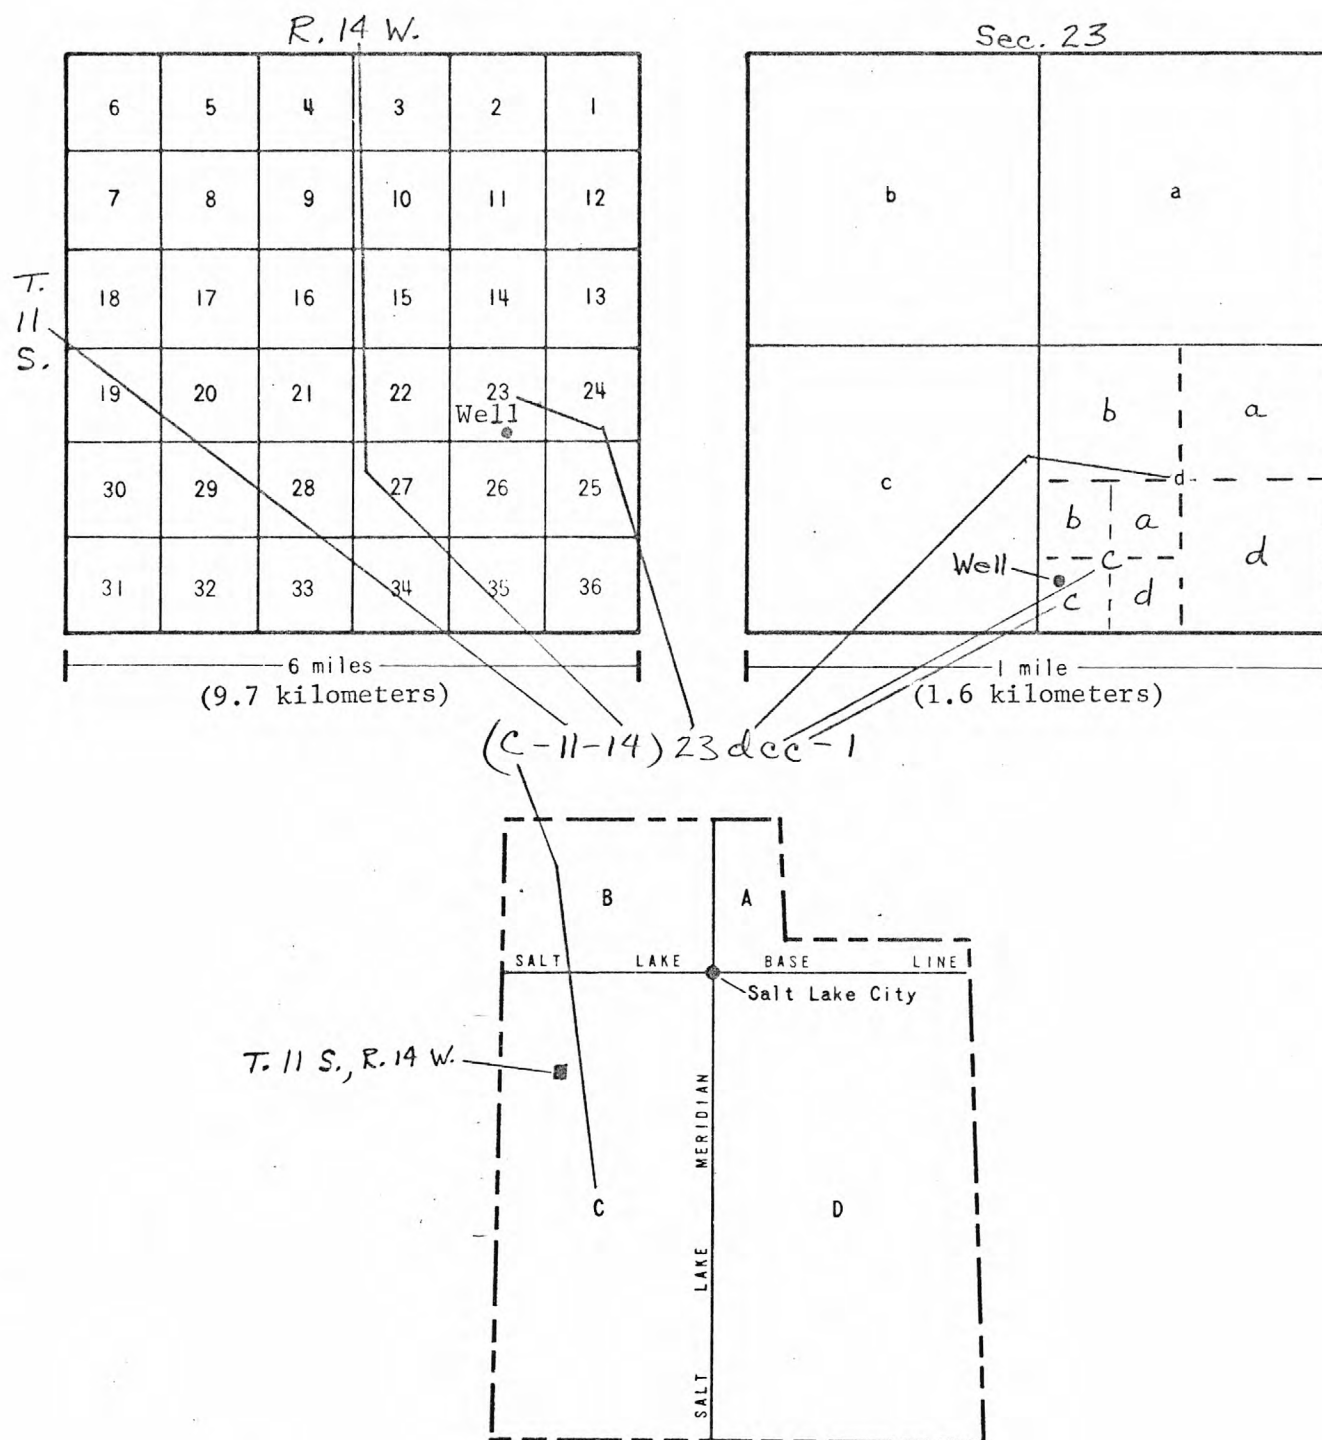 R. 14 W.
6 5 4 3 2 1
7 8 9 10 11 12
T.
11
S.
18 17 16 15 14 13
19 20 21 22 23 24
Well
30 29 28 27 26 25
31 32 33 34 35 36
6 miles
(9.7 kilometers)
Sec. 23
b a
b a
c d
b a
Well c
c d d
1 mile
(1.6 kilometers)
(C-11-14)23dcc-1
B A
SALT LAKE BASE LINE
Salt Lake City
T. 11 S., R. 14 W.
C D
SALT LAKE MERIDIAN